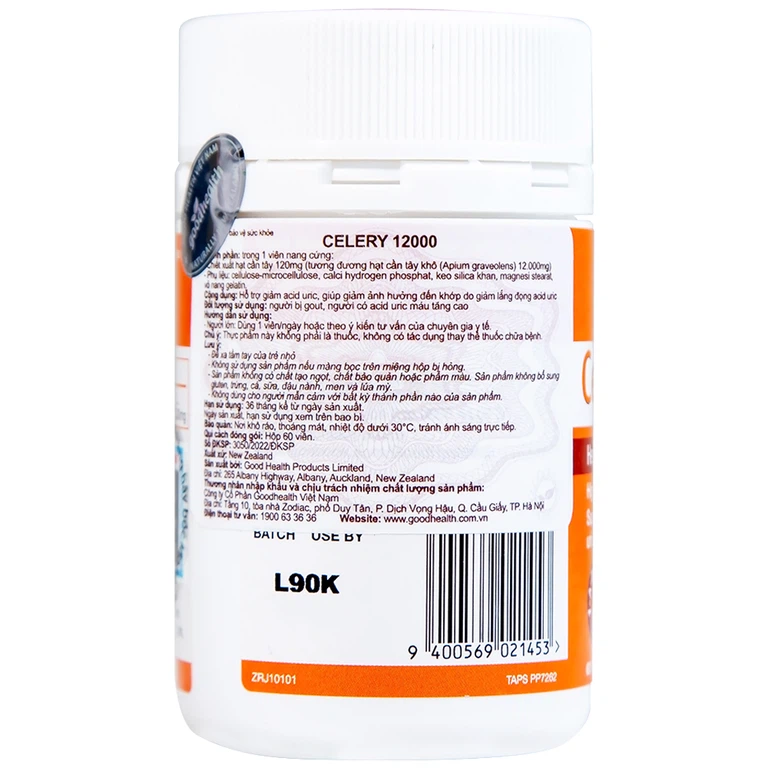 bảo vệ sức khỏe
CELERY 12000
phần: trong 1 viên nang cứng:
Chiết xuất hạt cần tây 120mg (tương đương hạt cần tây khô (Apium graveolens) 12.000mg)
- Phụ liệu: cellulose-microcellulose, calci hydrogen phosphat, keo silica khan, magnesi stearat,
vỏ nang gelatin.
Công dụng: Hỗ trợ giảm acid uric, giúp giảm ảnh hưởng đến khớp do giảm lắng đọng acid uric
Đối tượng sử dụng: người bị gout, người có acid uric máu tăng cao
Hướng dẫn sử dụng:
- Người lớn: Dùng 1 viên/ngày hoặc theo ý kiến tư vấn của chuyên gia y tế.
Chú ý: Thực phẩm này không phải là thuốc, không có tác dụng thay thế thuốc chữa bệnh.
Lưu ý:
- Để xa tầm tay của trẻ nhỏ
- Không sử dụng sản phẩm nếu màng bọc trên miệng hộp bị hỏng.
- Sản phẩm không có chất tạo ngọt, chất bảo quản hoặc phẩm màu. Sản phẩm không bổ sung
gluten, trứng, cá, sữa, đậu nành, men và lúa mỳ.
- Không dùng cho người mẫn cảm với bất kỳ thành phần nào của sản phẩm.
Hạn sử dụng: 36 tháng kể từ ngày sản xuất.
Ngày sản xuất, hạn sử dụng xem trên bao bì.
Bảo quản: Nơi khô ráo, thoáng mát, nhiệt độ dưới 30°C, tránh ánh sáng trực tiếp.
Qui cách đóng gói: Hộp 60 viên.
Số ĐKSP: 3050/2022/ĐKSP
Xuất xứ: New Zealand
Sản xuất bởi: Good Health Products Limited
Địa chỉ: 265 Albany Highway, Albany, Auckland, New Zealand
Thương nhân nhập khẩu và chịu trách nhiệm chất lượng sản phẩm:
Công ty Cổ Phần Goodhealth Việt Nam
Địa chỉ: Tầng 10, tòa nhà Zodiac, phố Duy Tân, P. Dịch Vọng Hậu, Q. Cầu Giấy, TP. Hà Nội
Điện thoại tư vấn: 1900 63 36 36 Website: www.goodhealth.com.vn
BATCH USE BY
L90K
9 400569 021453 >
ZRJ10101 TAPS PP7262
goodhealth
NATURALLY